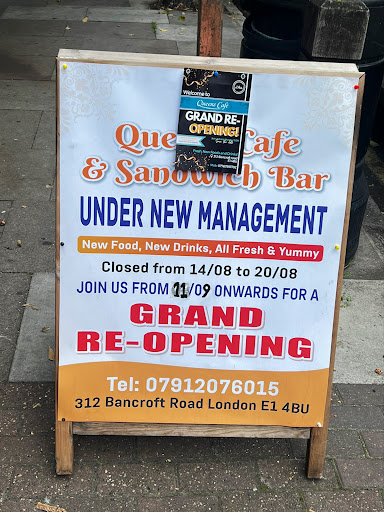 Welcome to
Queens Cafe
GRAND RE-
OPENING!
Queens Cafe
& Sandwich Bar
UNDER NEW MANAGEMENT
New Food, New Drinks, All Fresh & Yummy
Closed from 14/08 to 20/08
JOIN US FROM 11/09 ONWARDS FOR A
GRAND
RE-OPENING
Tel: 07912076015
312 Bancroft Road London E1 4BU